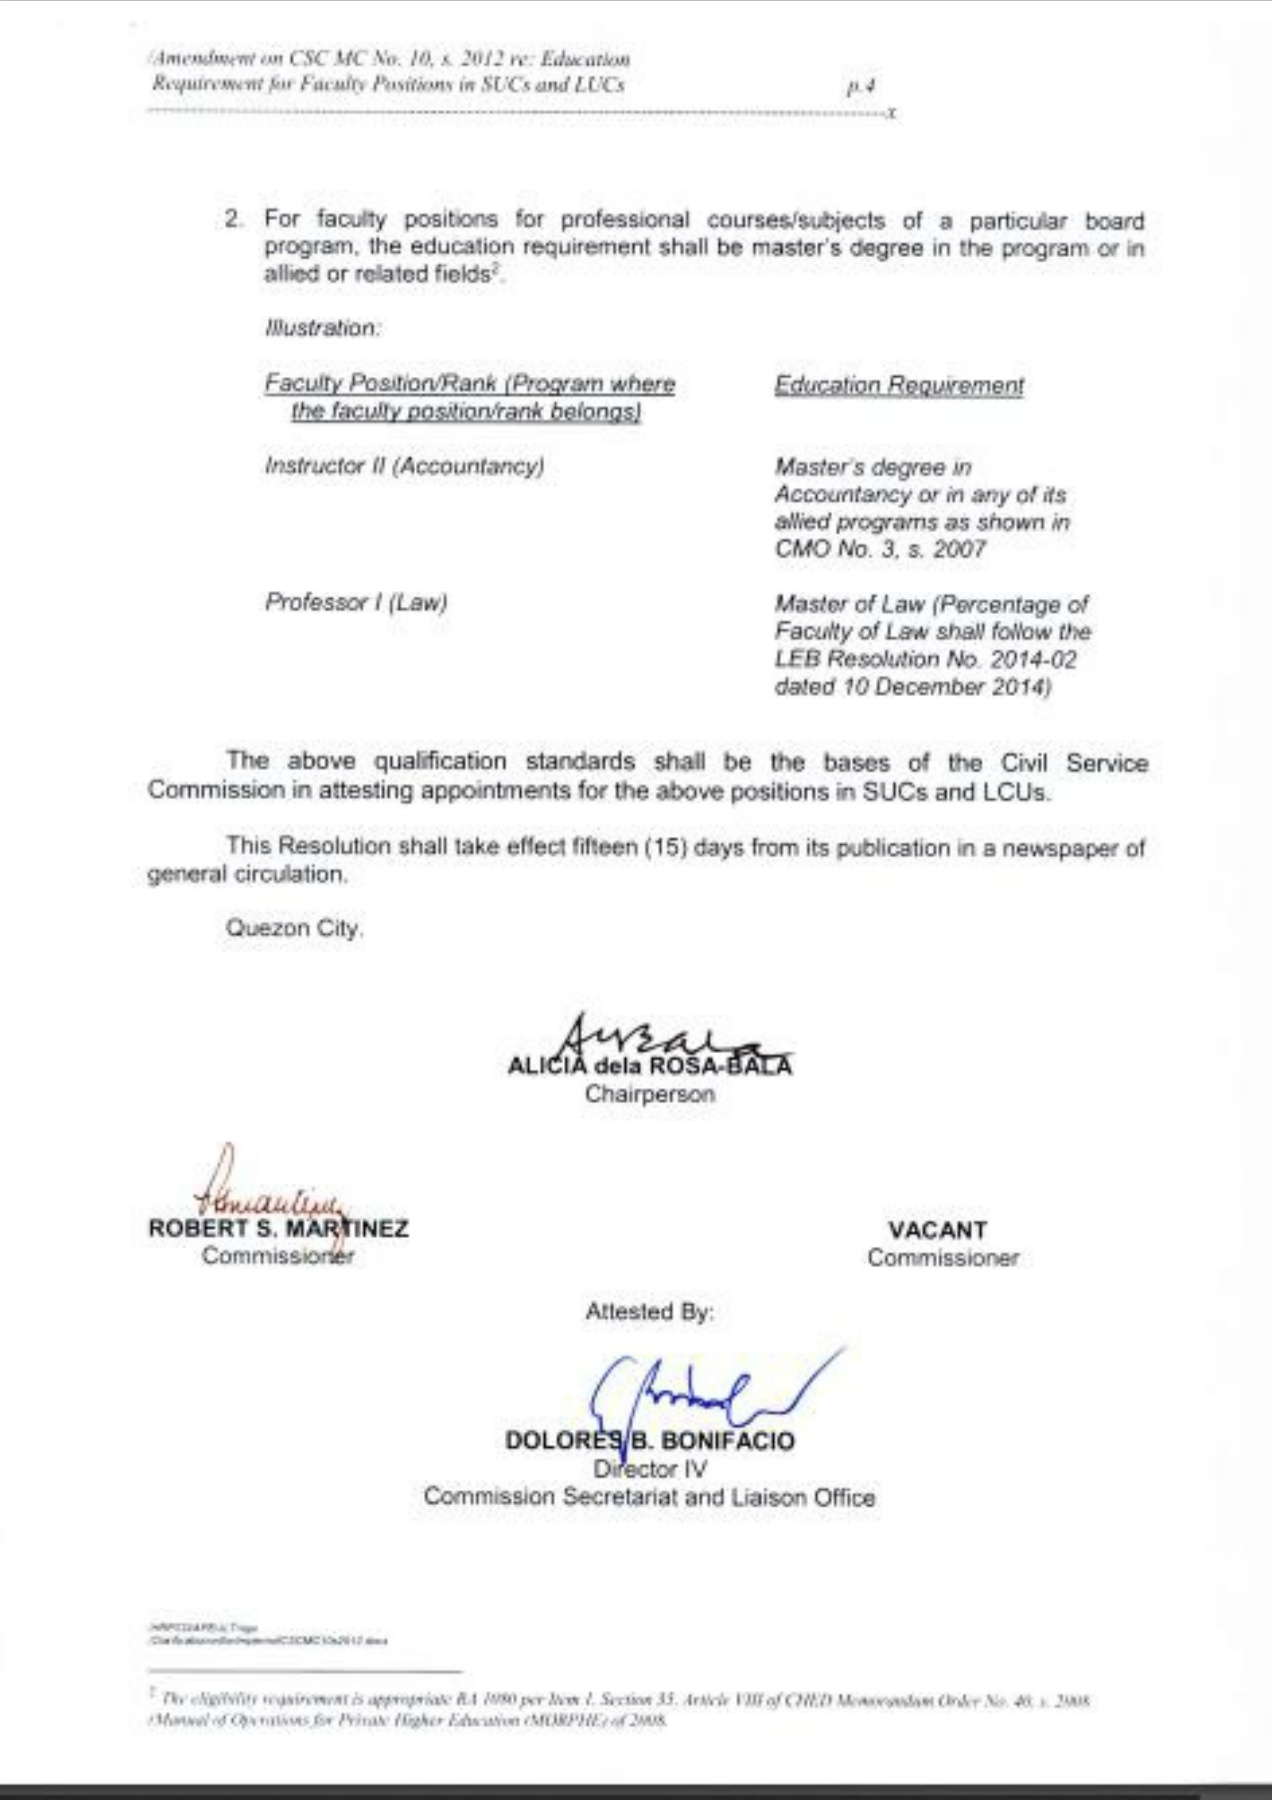 /Amendment on CSC MC No. 10, s. 2012 re: Education
Requirement for Faculty Positions in SUCs and LUCs p.4
x
2. For faculty positions for professional courses/subjects of a particular board
program, the education requirement shall be master's degree in the program or in
allied or related fields².
Illustration:
Faculty Position/Rank (Program where Education Requirement
the faculty position/rank belongs)
Instructor II (Accountancy) Master's degree in
Accountancy or in any of its
allied programs as shown in
CMO No. 3, s. 2007
Professor I (Law) Master of Law (Percentage of
Faculty of Law shall follow the
LEB Resolution No. 2014-02
dated 10 December 2014)
The above qualification standards shall be the bases of the Civil Service
Commission in attesting appointments for the above positions in SUCs and LCUs.
This Resolution shall take effect fifteen (15) days from its publication in a newspaper of
general circulation.
Quezon City.
ALICIA dela ROSA-BALA
Chairperson
ROBERT S. MARTINEZ VACANT
Commissioner Commissioner
Attested By:
DOLORES B. BONIFACIO
Director IV
Commission Secretariat and Liaison Office
² The eligibility requirement is appropriate RA 1080 per Item 1, Section 35, Article VIII of CHED Memorandum Order No. 40, s. 2008
(Manual of Operations for Private Higher Education (MORPHE) of 2008.